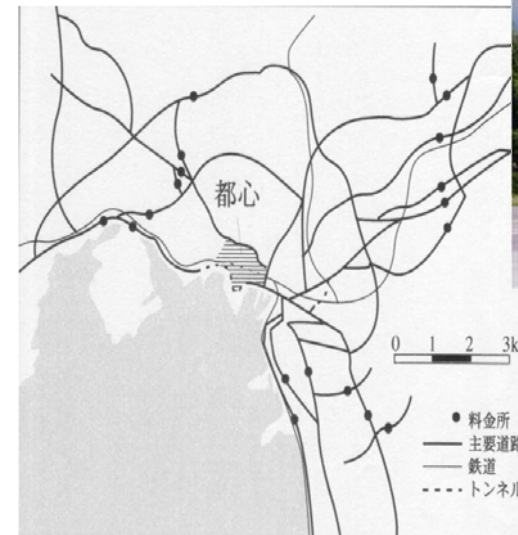 都心
0 1 2 3k
料金所
主要道路
鉄道
トンネル